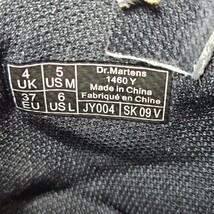 4 UK
5 US M
Dr.Martens
1460 Y
Made in China
Fabriqué en Chine
37 EU
6 US L
JY004
SK 09 V